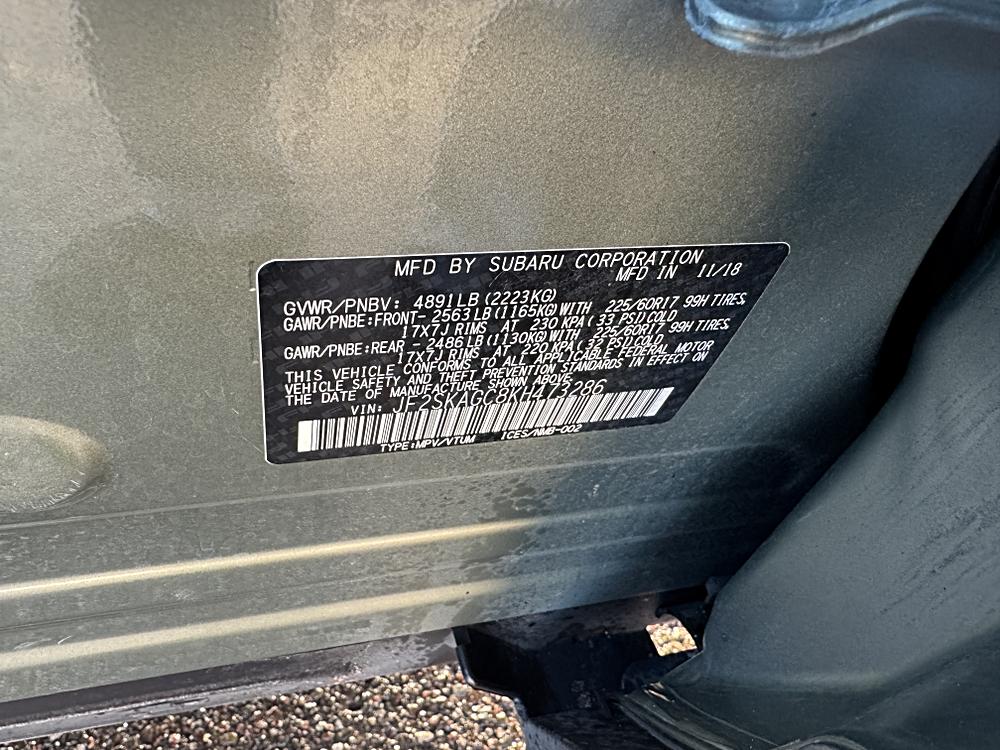 MFD BY SUBARU CORPORATION
MFD IN 11/18
GVWR/PNBV: 4891LB(2223KG)
GAWR/PNBE:FRONT- 2563LB(1165KG)WITH 225/60R17 99H TIRES
17X7J RIMS AT 230 KPA(33 PSI)COLD
GAWR/PNBE:REAR - 2486LB(1130KG)WITH 225/60R17 99H TIRES
17X7J RIMS AT 220 KPA(32 PSI)COLD
THIS VEHICLE CONFORMS TO ALL APPLICABLE FEDERAL MOTOR
VEHICLE SAFETY AND THEFT PREVENTION STANDARDS IN EFFECT ON
THE DATE OF MANUFACTURE SHOWN ABOVE
VIN: JF2SKAGC8KH473286
TYPE:MPV/VTUM ICES/NMB-002